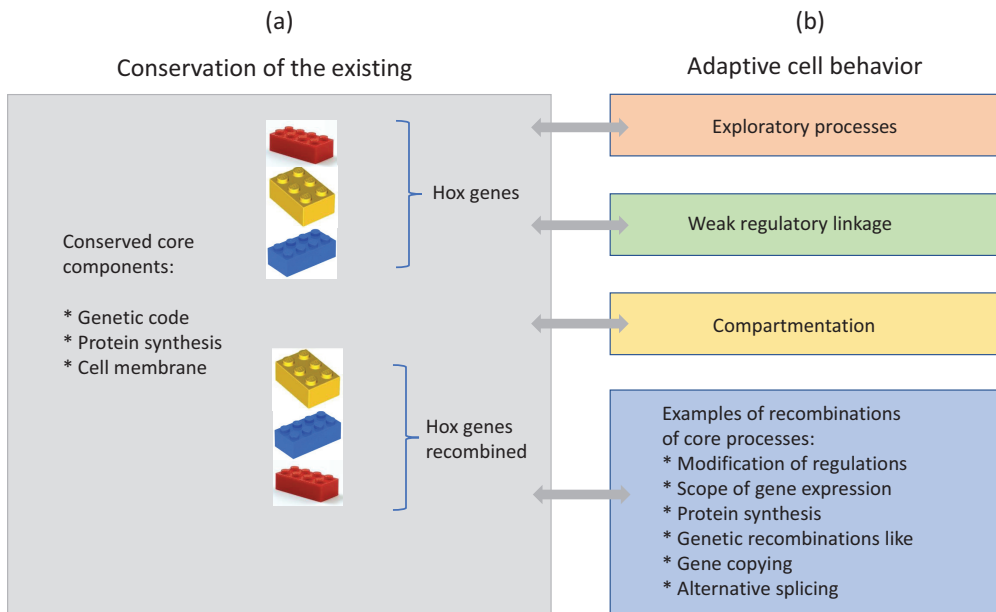 (a)
Conservation of the existing
Conserved core
components:
* Genetic code
* Protein synthesis
* Cell membrane
Hox genes
Hox genes
recombined
(b)
Adaptive cell behavior
Exploratory processes
Weak regulatory linkage
Compartmentation
Examples of recombinations
of core processes:
* Modification of regulations
* Scope of gene expression
* Protein synthesis
* Genetic recombinations like
* Gene copying
* Alternative splicing